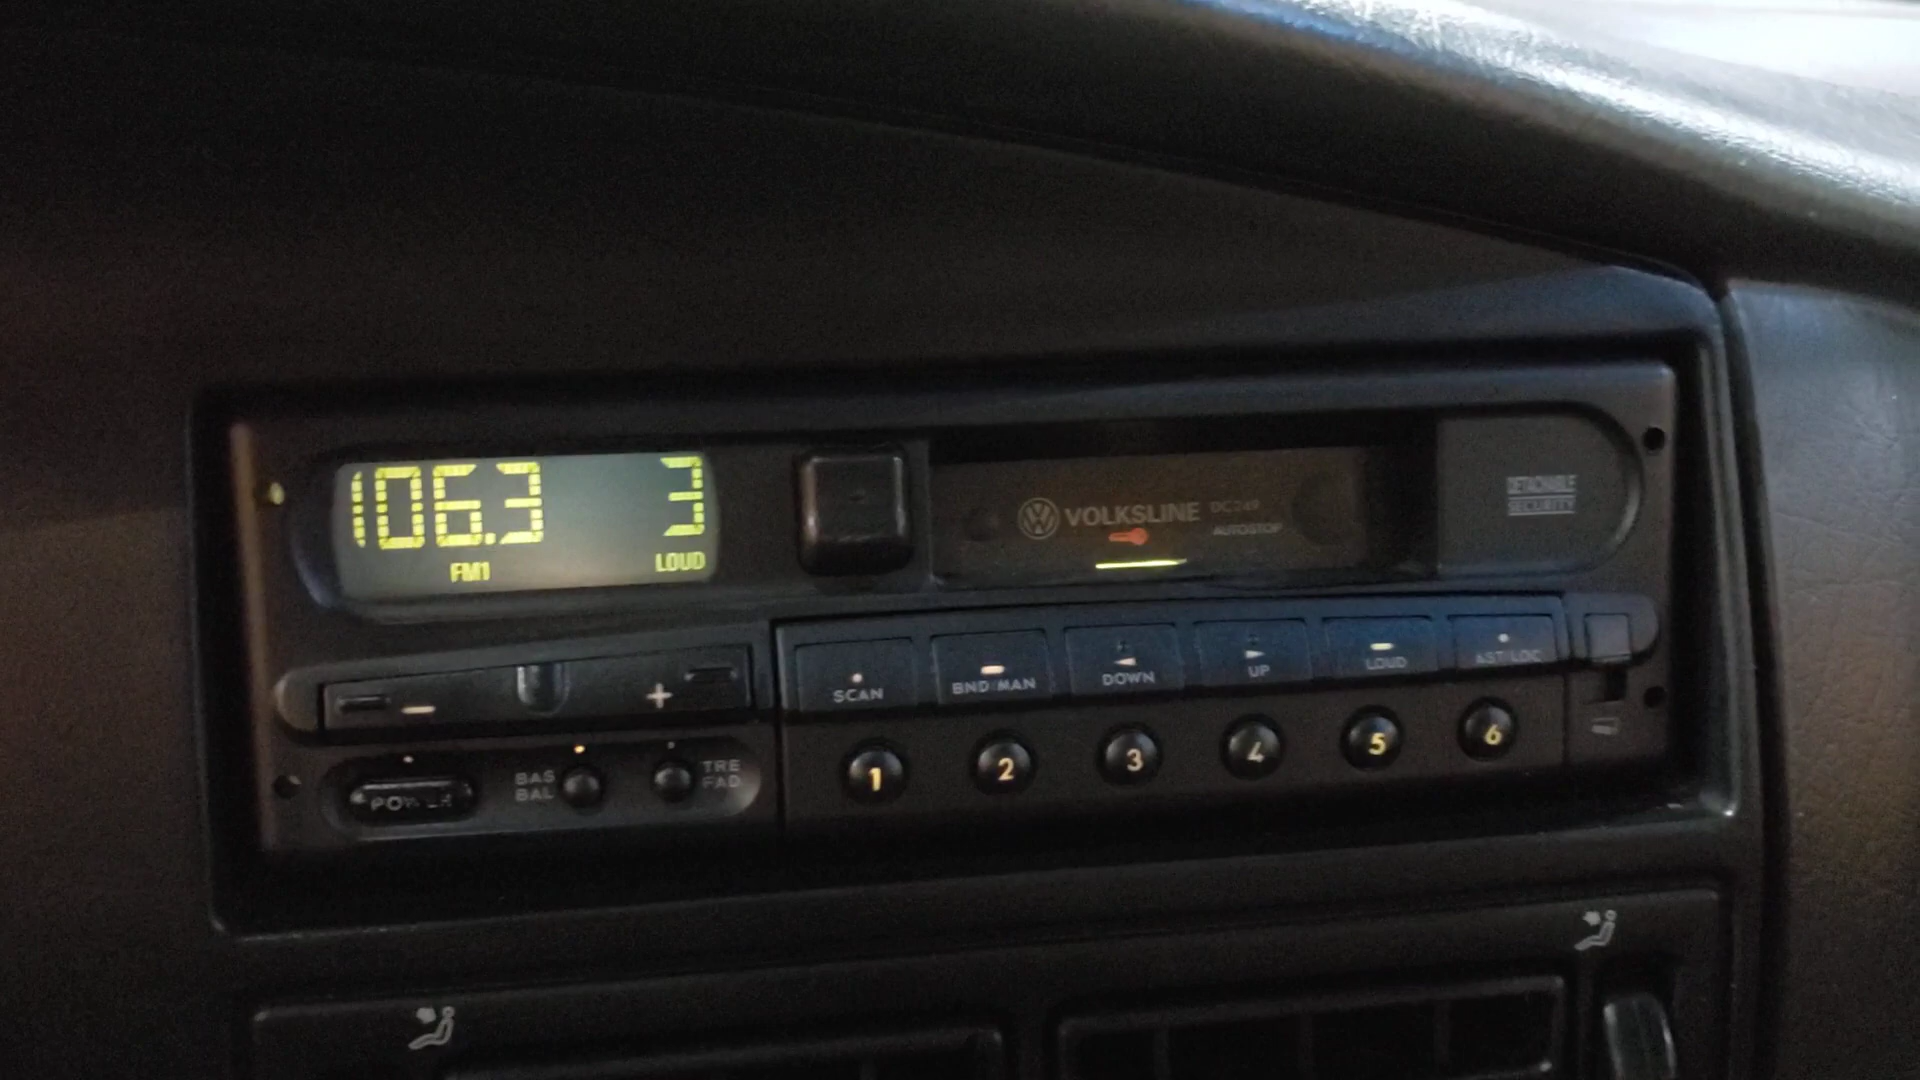 106.3 3
FM1 LOUD
VOLKSLINE DC249
AUTOSTOP
DETACHABLE
SECURITY
SCAN BND/MAN DOWN UP LOUD AST/LOC
− +
POWER
BAS
BAL
TRE
FAD
1 2 3 4 5 6